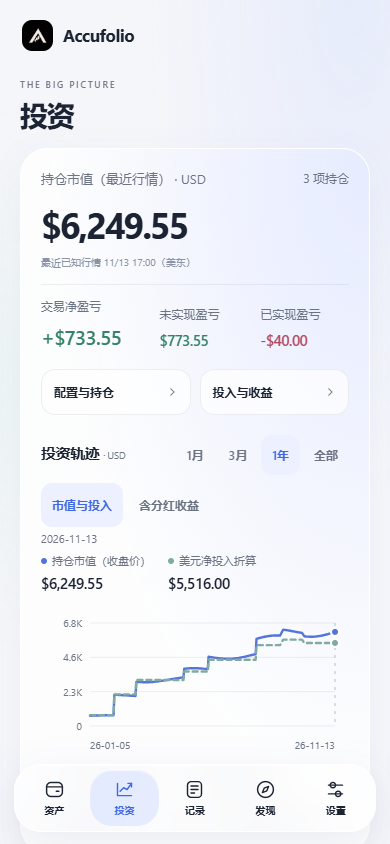 Accufolio
THE BIG PICTURE
投资
持仓市值（最近行情） · USD
3 项持仓
$6,249.55
最近已知行情 11/13 17:00（美东）
交易净盈亏
未实现盈亏
已实现盈亏
+$733.55
$773.55
-$40.00
配置与持仓
投入与收益
投资轨迹 · USD
1月
3月
1年
全部
市值与投入
含分红收益
2026-11-13
持仓市值（收盘价）
美元净投入折算
$6,249.55
$5,516.00
6.8K
4.6K
2.3K
0
26-01-05
26-11-13
资产
投资
记录
发现
设置